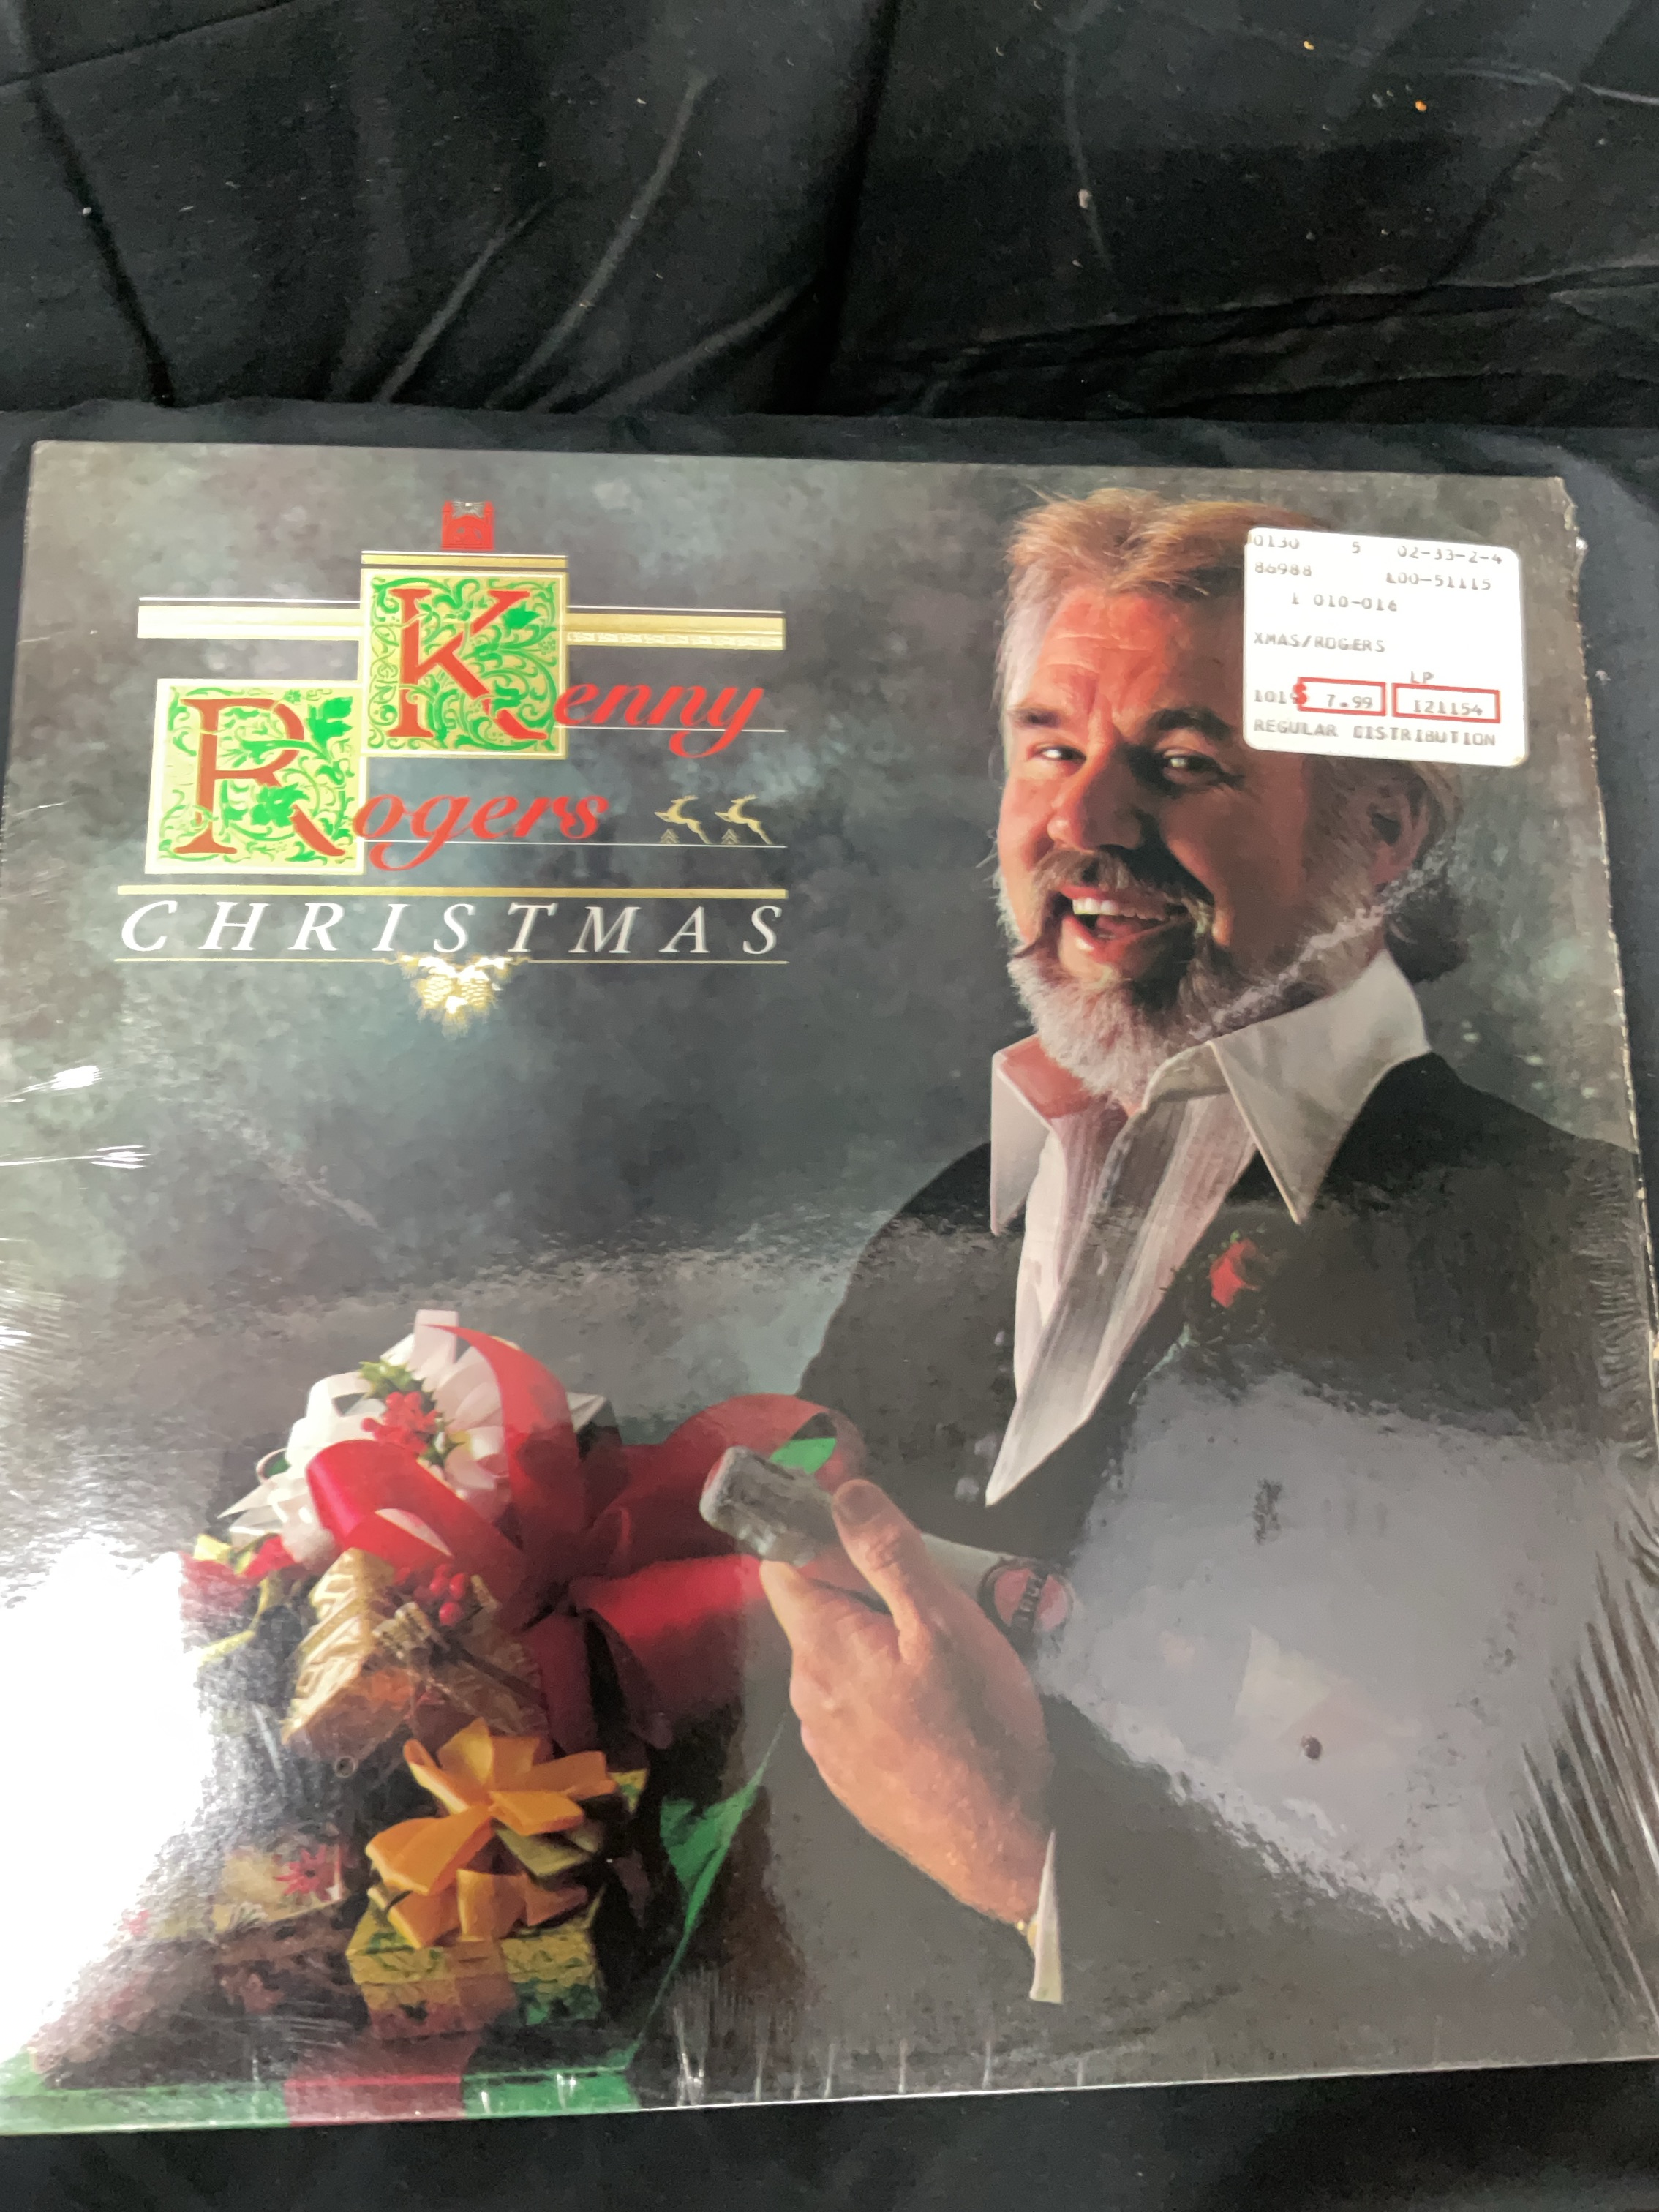 Kenny
Rogers
CHRISTMAS
0130 5 02-33-2-4
86988 L00-51115
1 010-016
XMAS/ROGERS
LP
101 $ 7.99 121154
REGULAR DISTRIBUTION